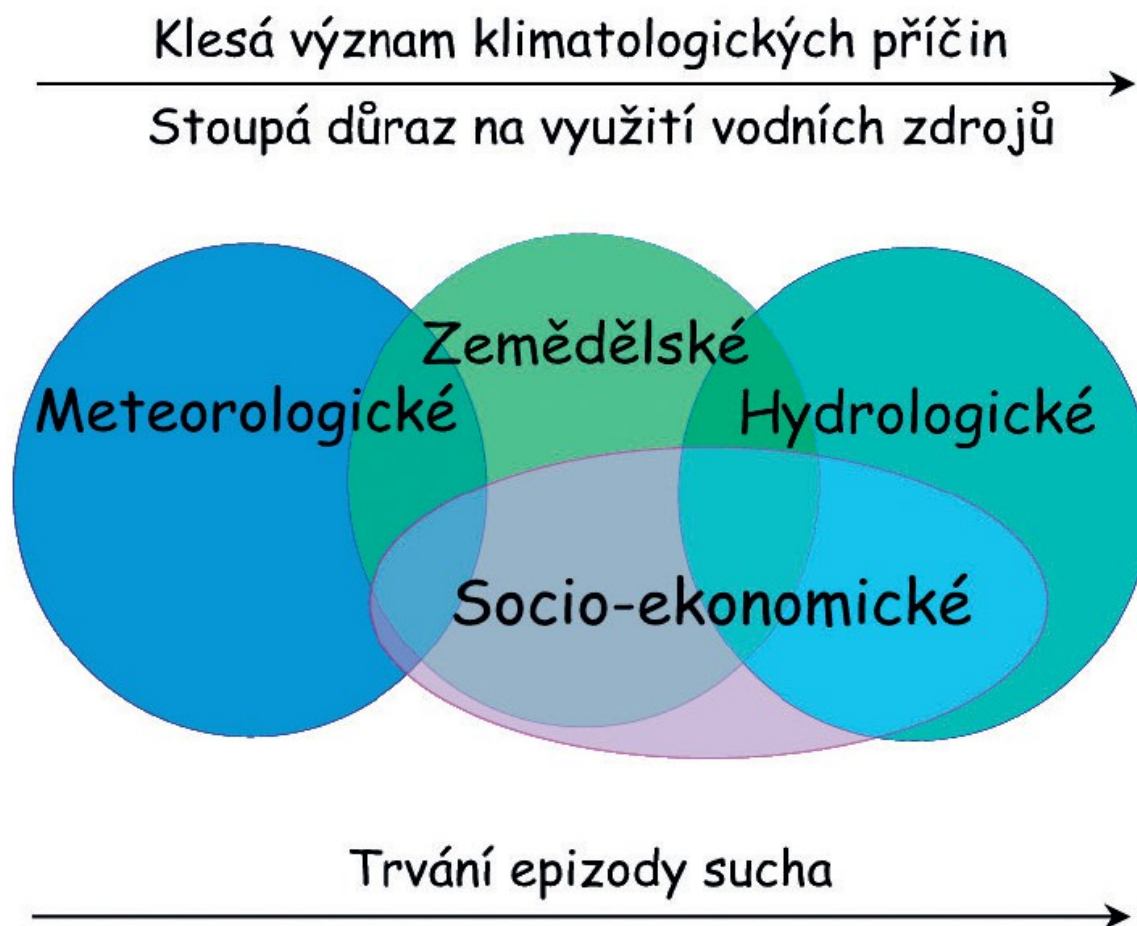 Klesá význam klimatologických příčin
Stoupá důraz na využití vodních zdrojů
Zemědělské
Meteorologické
Hydrologické
Socio-ekonomické
Trvání epizody sucha